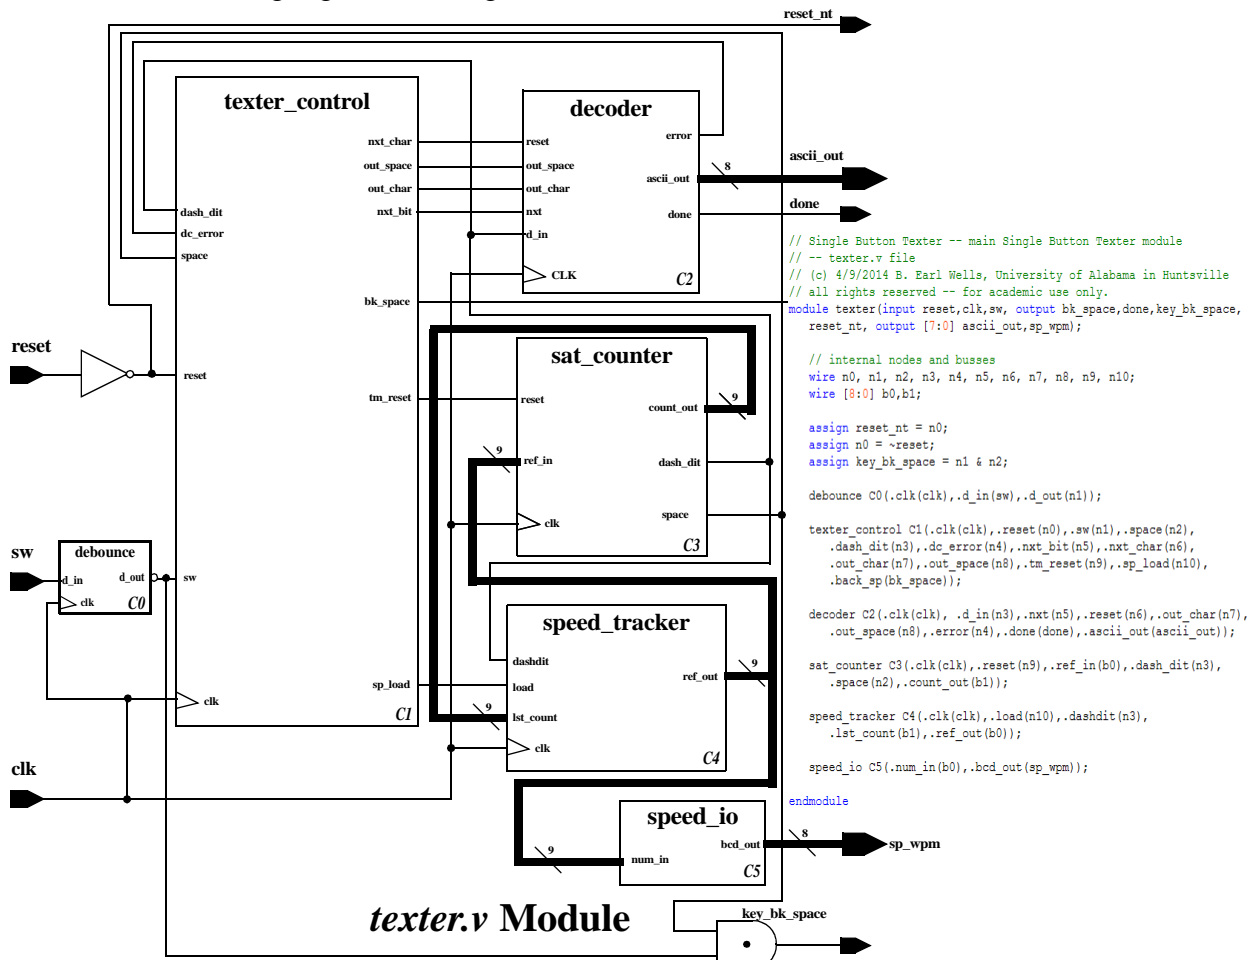 reset_nt
texter_control
decoder
nxt_char
reset
error
out_space
out_space
ascii_out
8
ascii_out
out_char
out_char
dash_dit
nxt_bit
nxt
done
done
dc_error
d_in
space
CLK
C2
bk_space
reset
reset
sat_counter
tm_reset
reset
count_out
9
9
ref_in
dash_dit
space
clk
C3
sw
debounce
d_in
d_out
sw
clk
C0
speed_tracker
dashdit
sp_load
load
ref_out
9
9
lst_count
clk
C1
clk
C4
clk
speed_io
bcd_out
8
sp_wpm
9
num_in
C5
texter.v Module
key_bk_space
// Single Button Texter -- main Single Button Texter module
// -- texter.v file
// (c) 4/9/2014 B. Earl Wells, University of Alabama in Huntsville
// all rights reserved -- for academic use only.
module texter(input reset,clk,sw, output bk_space,done,key_bk_space,
reset_nt, output [7:0] ascii_out,sp_wpm);
// internal nodes and busses
wire n0, n1, n2, n3, n4, n5, n6, n7, n8, n9, n10;
wire [8:0] b0,b1;
assign reset_nt = n0;
assign n0 = ~reset;
assign key_bk_space = n1 & n2;
debounce C0(.clk(clk),.d_in(sw),.d_out(n1));
texter_control C1(.clk(clk),.reset(n0),.sw(n1),.space(n2),
.dash_dit(n3),.dc_error(n4),.nxt_bit(n5),.nxt_char(n6),
.out_char(n7),.out_space(n8),.tm_reset(n9),.sp_load(n10),
.back_sp(bk_space));
decoder C2(.clk(clk), .d_in(n3),.nxt(n5),.reset(n6),.out_char(n7),
.out_space(n8),.error(n4),.done(done),.ascii_out(ascii_out));
sat_counter C3(.clk(clk),.reset(n9),.ref_in(b0),.dash_dit(n3),
.space(n2),.count_out(b1));
speed_tracker C4(.clk(clk),.load(n10),.dashdit(n3),
.lst_count(b1),.ref_out(b0));
speed_io C5(.num_in(b0),.bcd_out(sp_wpm));
endmodule